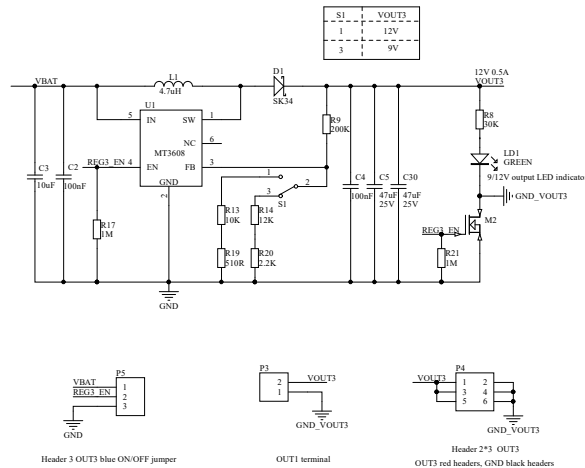 S1 VOUT3
1 12V
3 9V
VBAT
L1
4.7uH
D1
SK34
12V 0.5A
VOUT3
U1
5 IN SW 1
NC 6
MT3608
REG3_EN 4 EN FB 3
GND
2
C3
10uF
C2
100nF
R17
1M
R9
200K
1
3
2
S1
R13
10K
R14
12K
R19
510R
R20
2.2K
C4
100nF
C5
47uF
25V
C30
47uF
25V
R8
30K
LD1
GREEN
9/12V output LED indicator
GND_VOUT3
M2
REG3_EN
R21
1M
GND
P5
VBAT 1
REG3_EN 2
3
GND
Header 3 OUT3 blue ON/OFF jumper
P3
2 VOUT3
1
GND_VOUT3
OUT1 terminal
P4
VOUT3 1 2
3 4
5 6
GND_VOUT3
Header 2*3 OUT3
OUT3 red headers, GND black headers